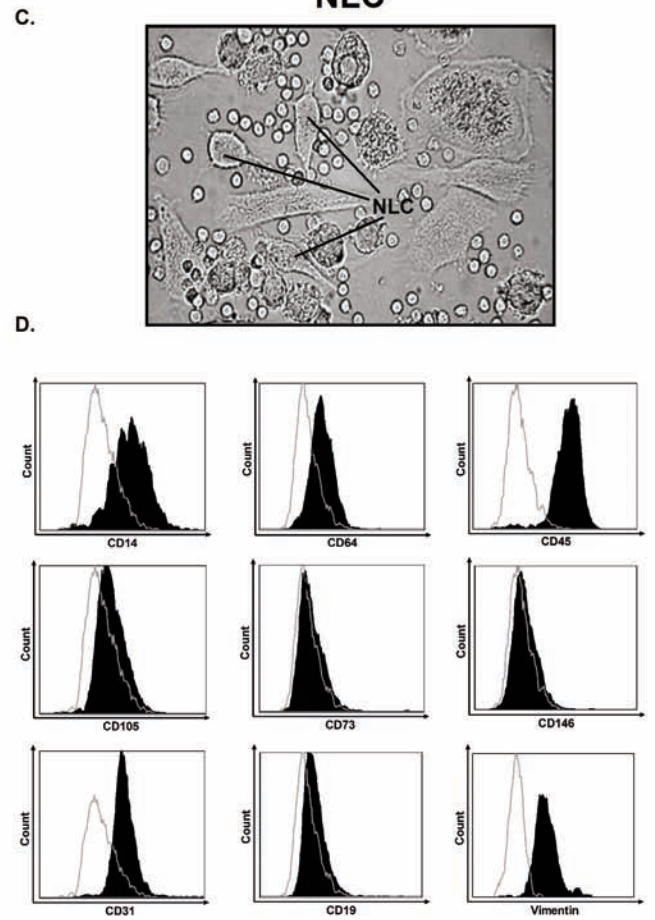 NLC
C.
NLC
D.
Count
CD14
Count
CD64
Count
CD45
Count
CD105
Count
CD73
Count
CD146
Count
CD31
Count
CD19
Count
Vimentin